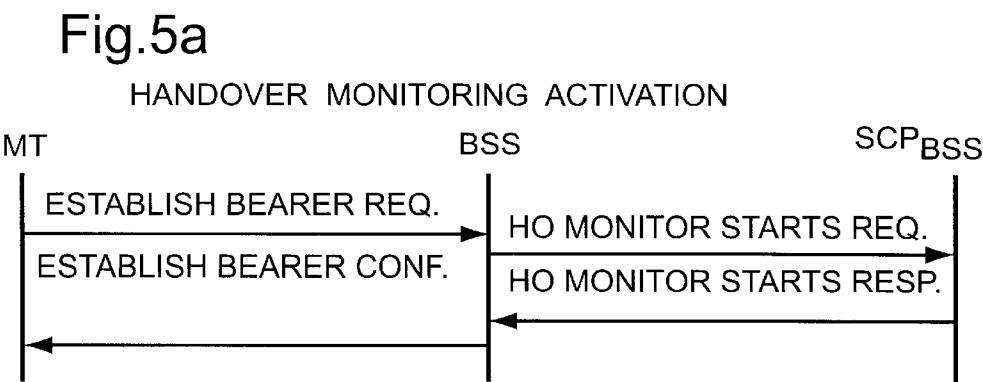 Fig.5a
HANDOVER MONITORING ACTIVATION
MT BSS SCPBSS
ESTABLISH BEARER REQ.
HO MONITOR STARTS REQ.
ESTABLISH BEARER CONF.
HO MONITOR STARTS RESP.